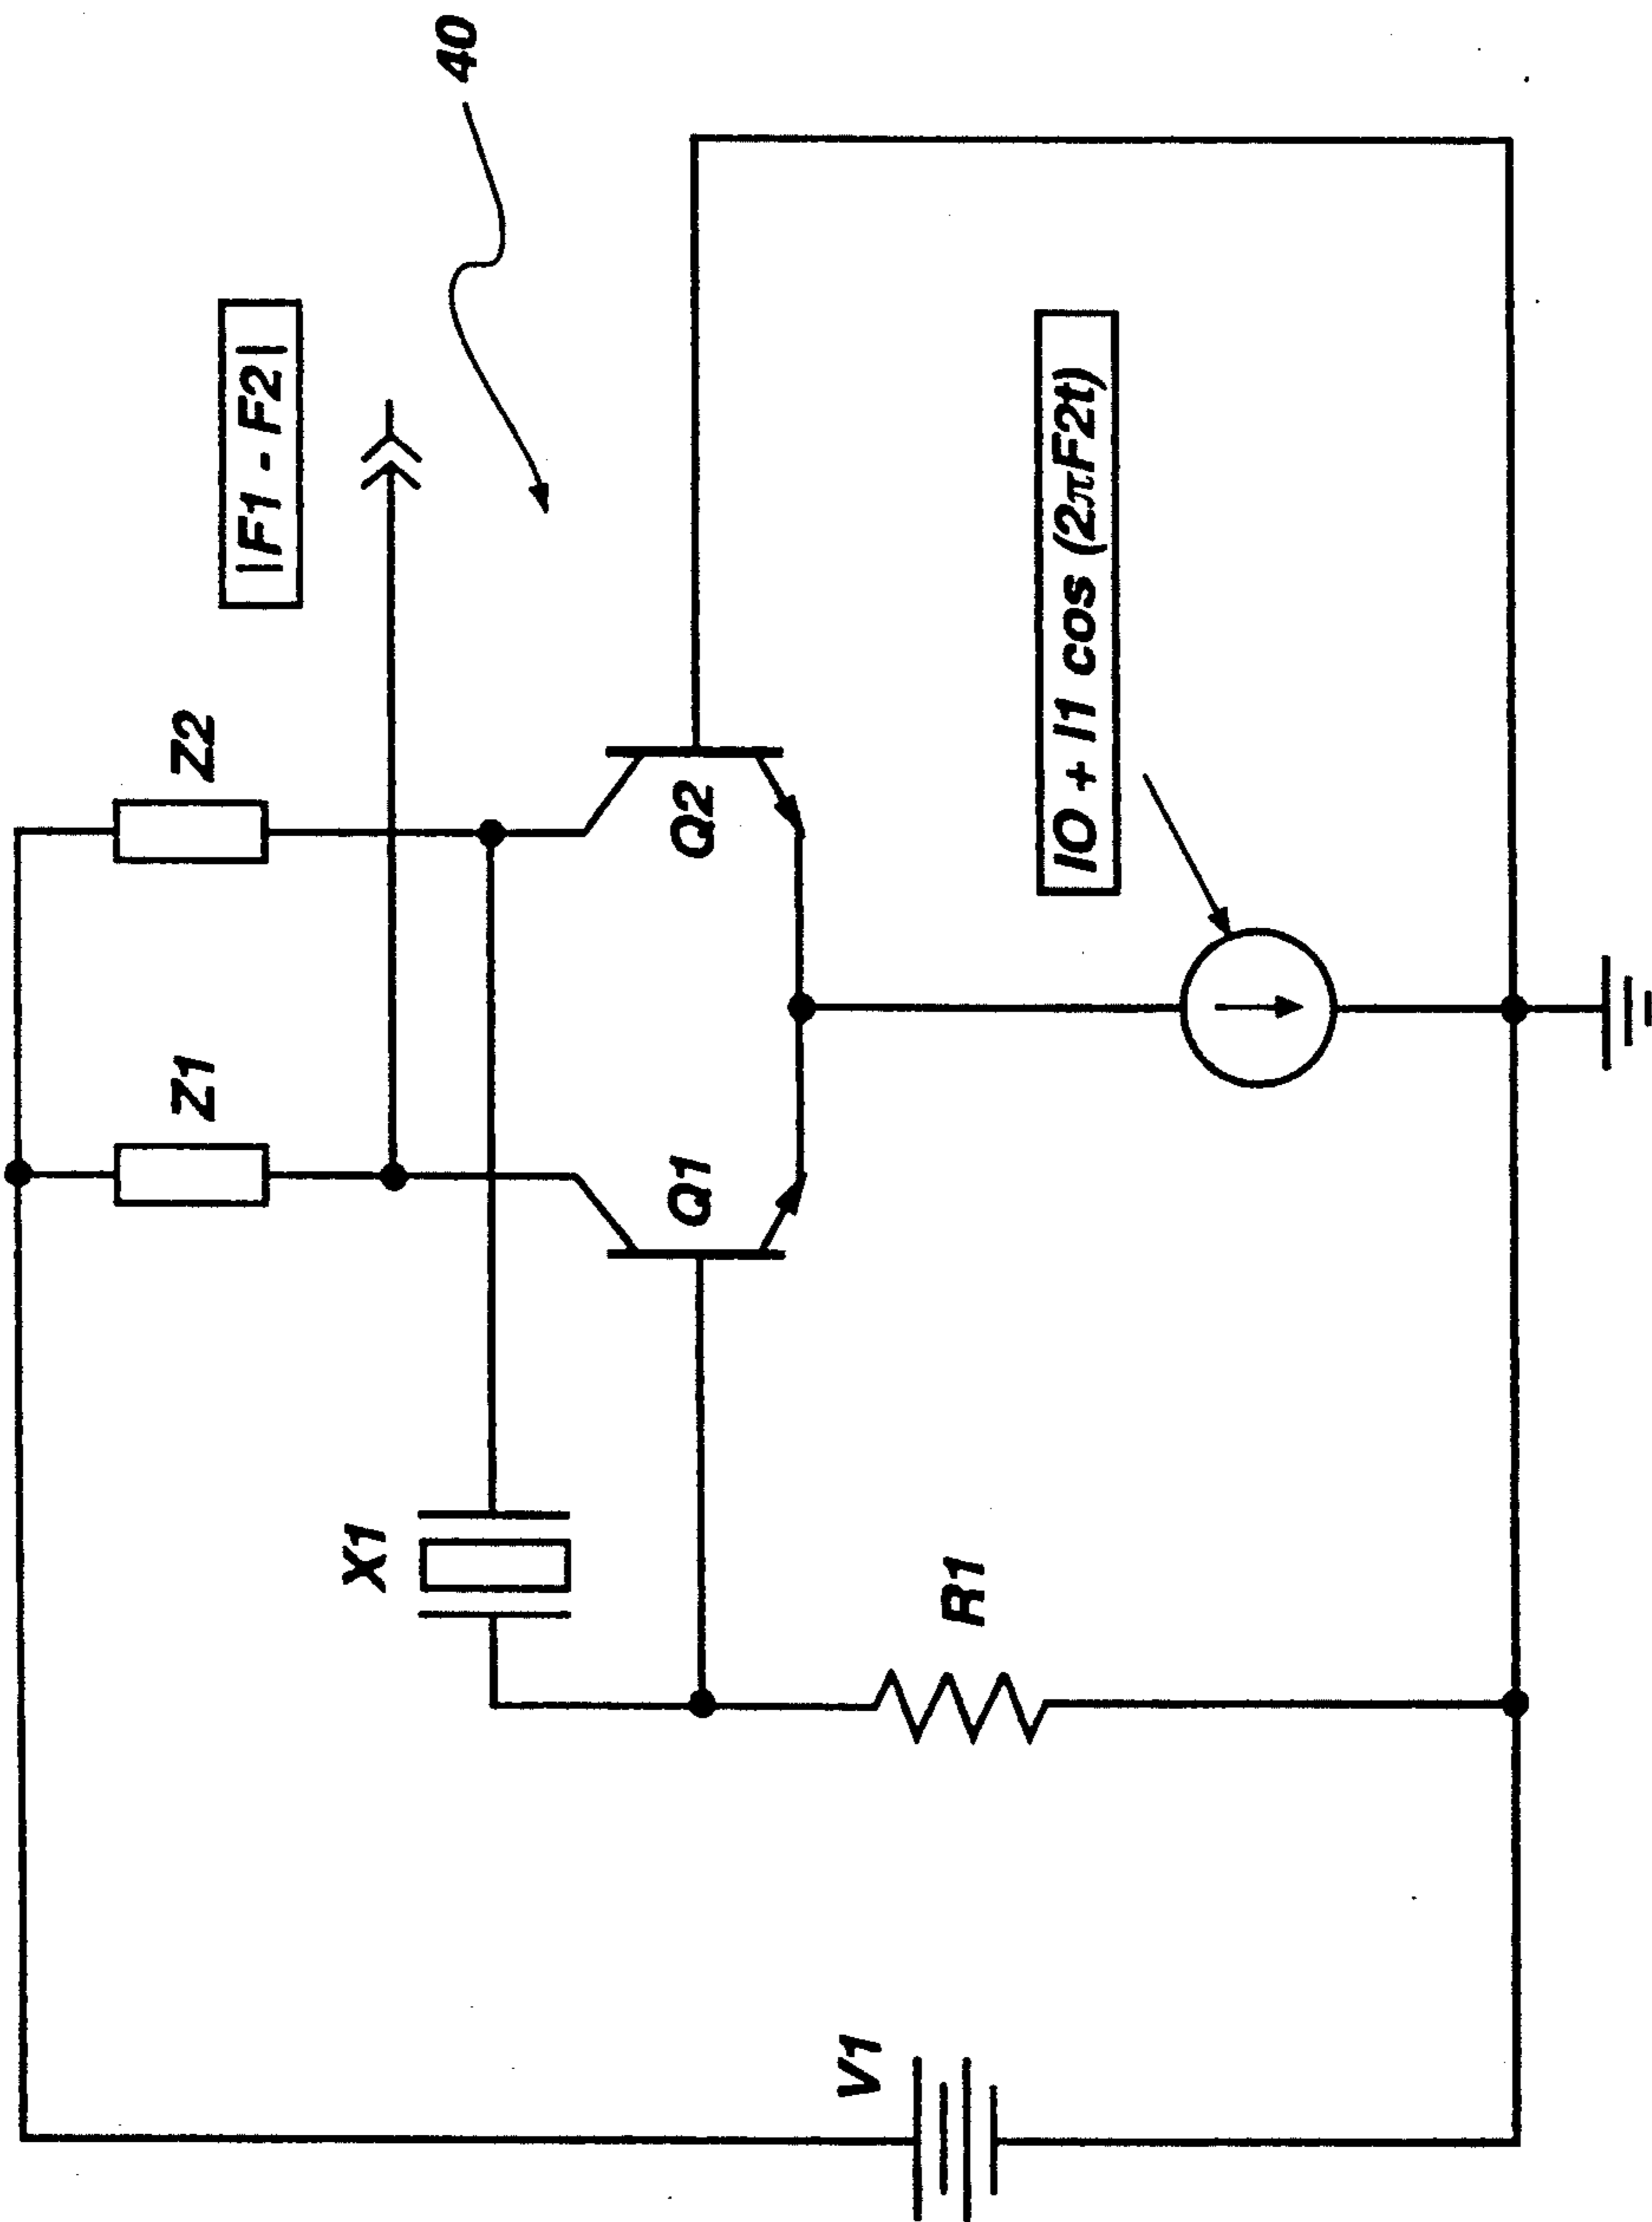 40
|F1 - F2|
Z2
Z1
Q2
Q1
IO + I1 cos (2πF2t)
X1
R1
V1